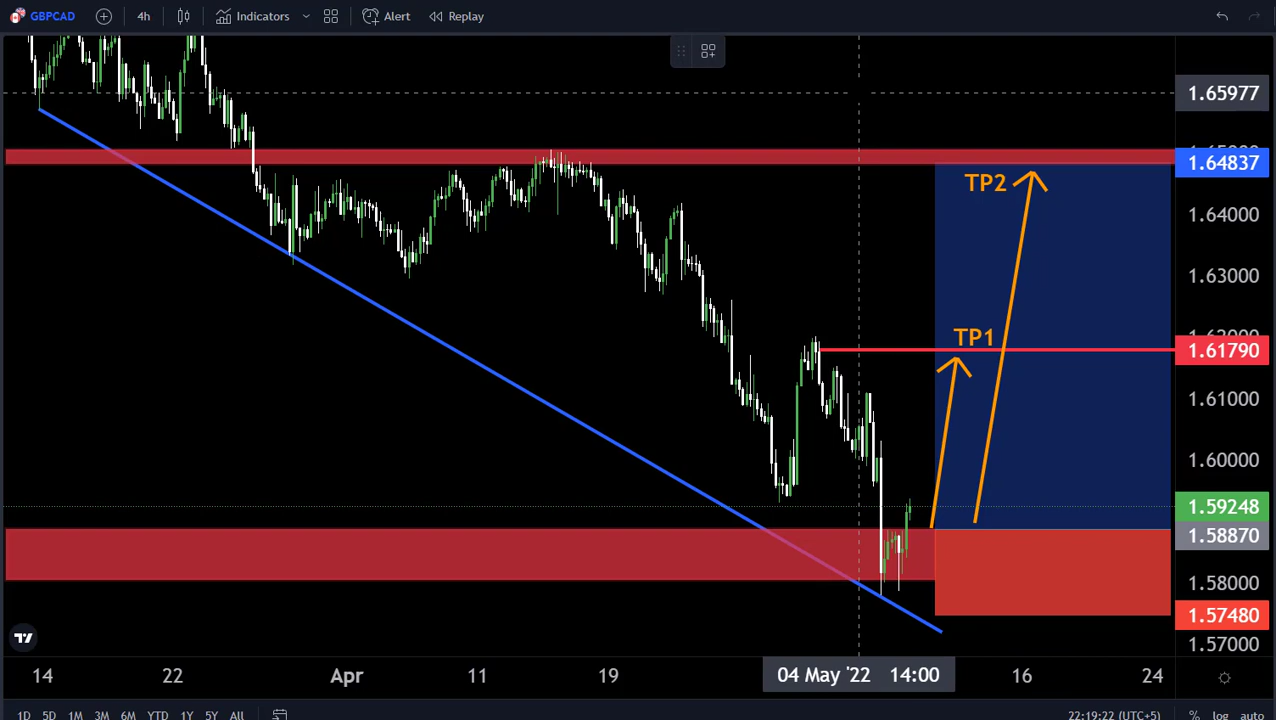 GBPCAD 4h Indicators Alert Replay
1.65977
1.64837
TP2
1.64000
1.63000
TP1
1.61790
1.61000
1.60000
1.59248
1.58870
1.58000
1.57480
1.57000
14 22 Apr 11 19 04 May '22 14:00 16 24
1D 5D 1M 3M 6M YTD 1Y 5Y All 22:19:22 (UTC+5) % log auto